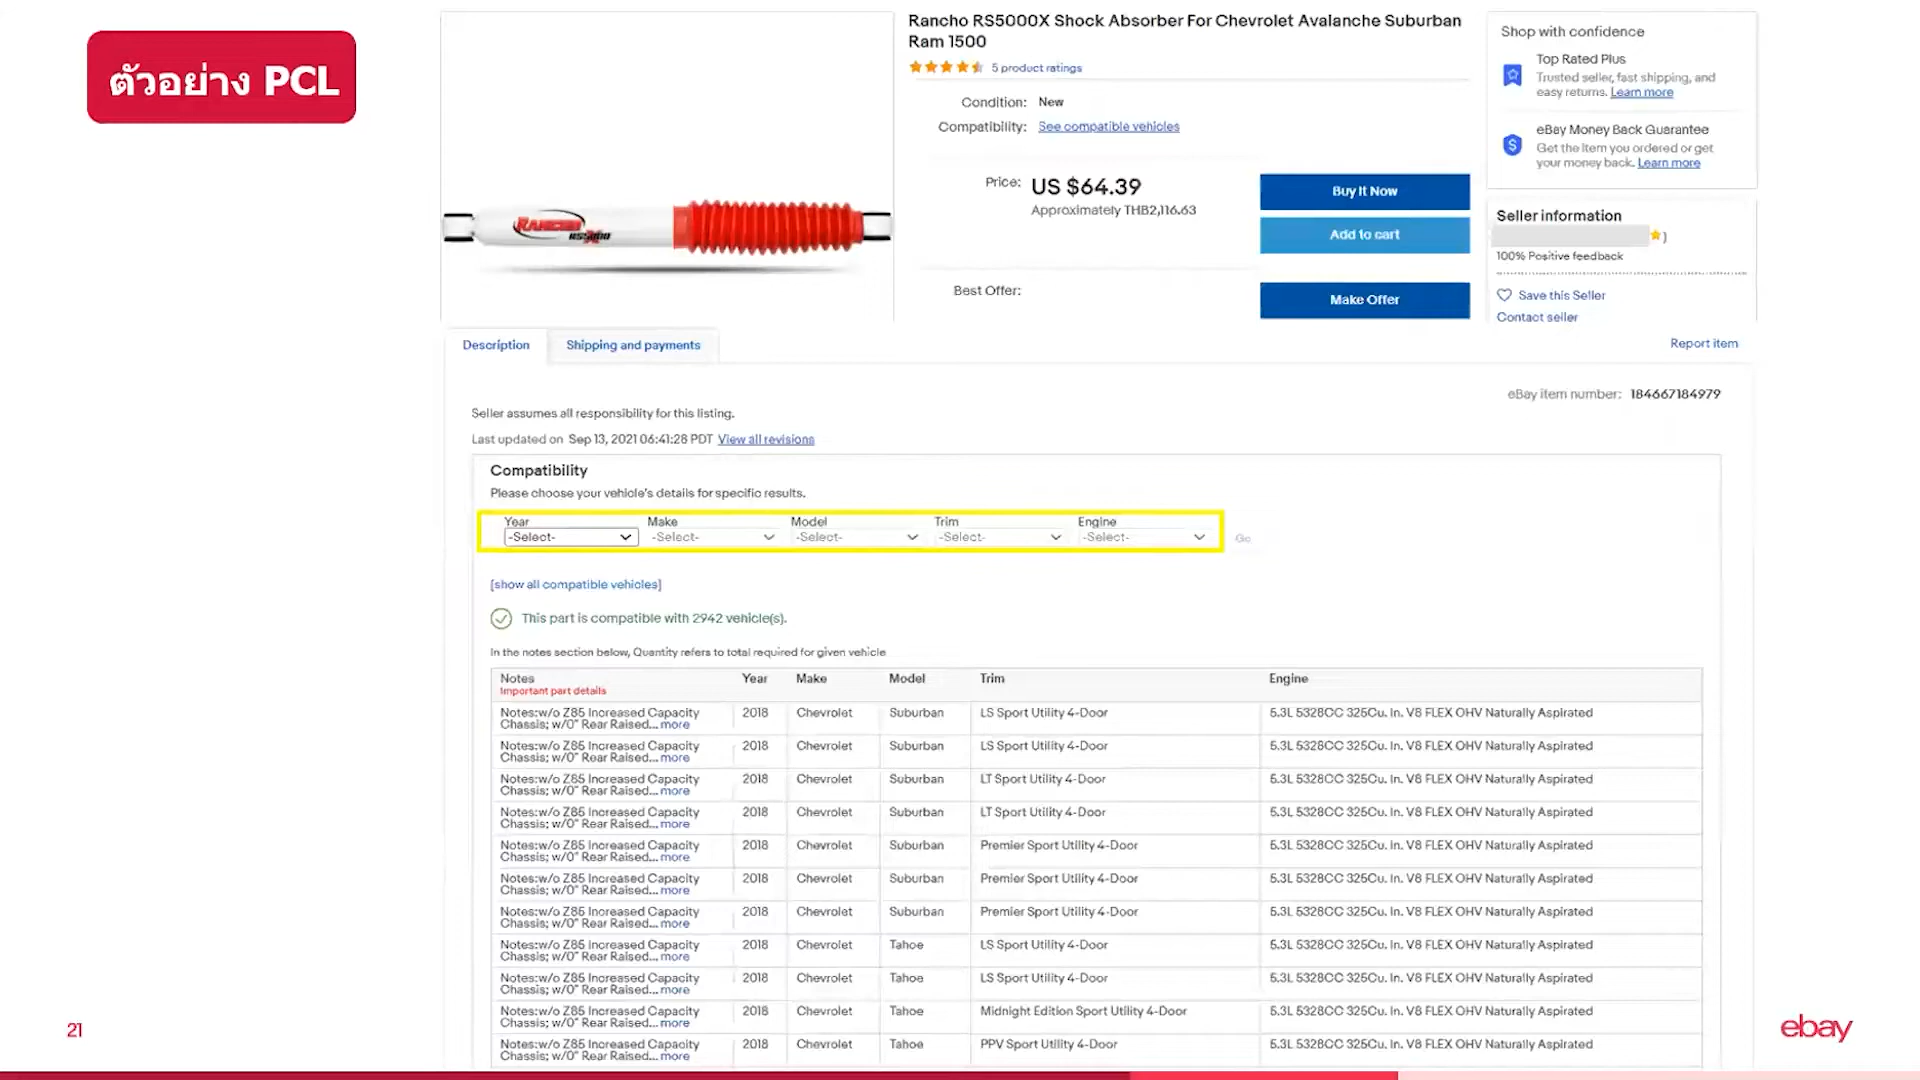 ตัวอย่าง PCL
Rancho RS5000X Shock Absorber For Chevrolet Avalanche Suburban
Ram 1500
5 product ratings
Condition: New
Compatibility: See compatible vehicles
Price: US $64.39
Approximately THB2,116.63
Best Offer:
Buy It Now
Add to cart
Make Offer
Shop with confidence
Top Rated Plus
Trusted seller, fast shipping, and
easy returns. Learn more
eBay Money Back Guarantee
Get the item you ordered or get
your money back. Learn more
Seller information
)
100% Positive feedback
Save this Seller
Contact seller
RANCHO
RS5000X
Description
Shipping and payments
Report item
eBay item number: 184667184979
Seller assumes all responsibility for this listing.
Last updated on Sep 13, 2021 06:41:28 PDT View all revisions
Compatibility
Please choose your vehicle's details for specific results.
Year Make Model Trim Engine
-Select- -Select- -Select- -Select- -Select- Go
[show all compatible vehicles]
This part is compatible with 2942 vehicle(s).
In the notes section below, Quantity refers to total required for given vehicle
Notes Year Make Model Trim Engine
Important part details
Notes:w/o Z85 Increased Capacity 2018 Chevrolet Suburban LS Sport Utility 4-Door 5.3L 5328CC 325Cu. In. V8 FLEX OHV Naturally Aspirated
Chassis; w/0" Rear Raised... more
Notes:w/o Z85 Increased Capacity 2018 Chevrolet Suburban LS Sport Utility 4-Door 5.3L 5328CC 325Cu. In. V8 FLEX OHV Naturally Aspirated
Chassis; w/0" Rear Raised... more
Notes:w/o Z85 Increased Capacity 2018 Chevrolet Suburban LT Sport Utility 4-Door 5.3L 5328CC 325Cu. In. V8 FLEX OHV Naturally Aspirated
Chassis; w/0" Rear Raised... more
Notes:w/o Z85 Increased Capacity 2018 Chevrolet Suburban LT Sport Utility 4-Door 5.3L 5328CC 325Cu. In. V8 FLEX OHV Naturally Aspirated
Chassis; w/0" Rear Raised... more
Notes:w/o Z85 Increased Capacity 2018 Chevrolet Suburban Premier Sport Utility 4-Door 5.3L 5328CC 325Cu. In. V8 FLEX OHV Naturally Aspirated
Chassis; w/0" Rear Raised... more
Notes:w/o Z85 Increased Capacity 2018 Chevrolet Suburban Premier Sport Utility 4-Door 5.3L 5328CC 325Cu. In. V8 FLEX OHV Naturally Aspirated
Chassis; w/0" Rear Raised... more
Notes:w/o Z85 Increased Capacity 2018 Chevrolet Suburban Premier Sport Utility 4-Door 5.3L 5328CC 325Cu. In. V8 FLEX OHV Naturally Aspirated
Chassis; w/0" Rear Raised... more
Notes:w/o Z85 Increased Capacity 2018 Chevrolet Tahoe LS Sport Utility 4-Door 5.3L 5328CC 325Cu. In. V8 FLEX OHV Naturally Aspirated
Chassis; w/0" Rear Raised... more
Notes:w/o Z85 Increased Capacity 2018 Chevrolet Tahoe LS Sport Utility 4-Door 5.3L 5328CC 325Cu. In. V8 FLEX OHV Naturally Aspirated
Chassis; w/0" Rear Raised... more
Notes:w/o Z85 Increased Capacity 2018 Chevrolet Tahoe Midnight Edition Sport Utility 4-Door 5.3L 5328CC 325Cu. In. V8 FLEX OHV Naturally Aspirated
Chassis; w/0" Rear Raised... more
Notes:w/o Z85 Increased Capacity 2018 Chevrolet Tahoe PPV Sport Utility 4-Door 5.3L 5328CC 325Cu. In. V8 FLEX OHV Naturally Aspirated
Chassis; w/0" Rear Raised... more
21
ebay